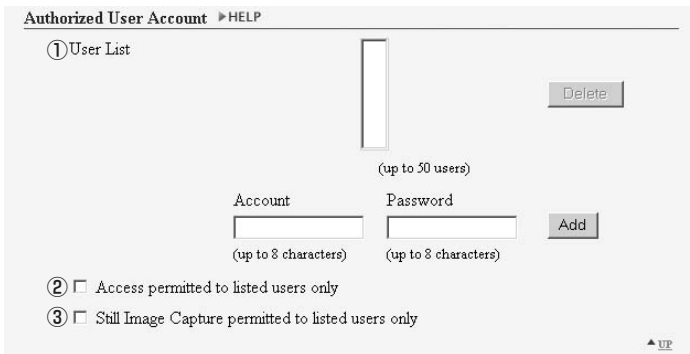 Authorized User Account ▶HELP
①User List
Delete
(up to 50 users)
Account Password
Add
(up to 8 characters) (up to 8 characters)
② Access permitted to listed users only
③ Still Image Capture permitted to listed users only
▲UP